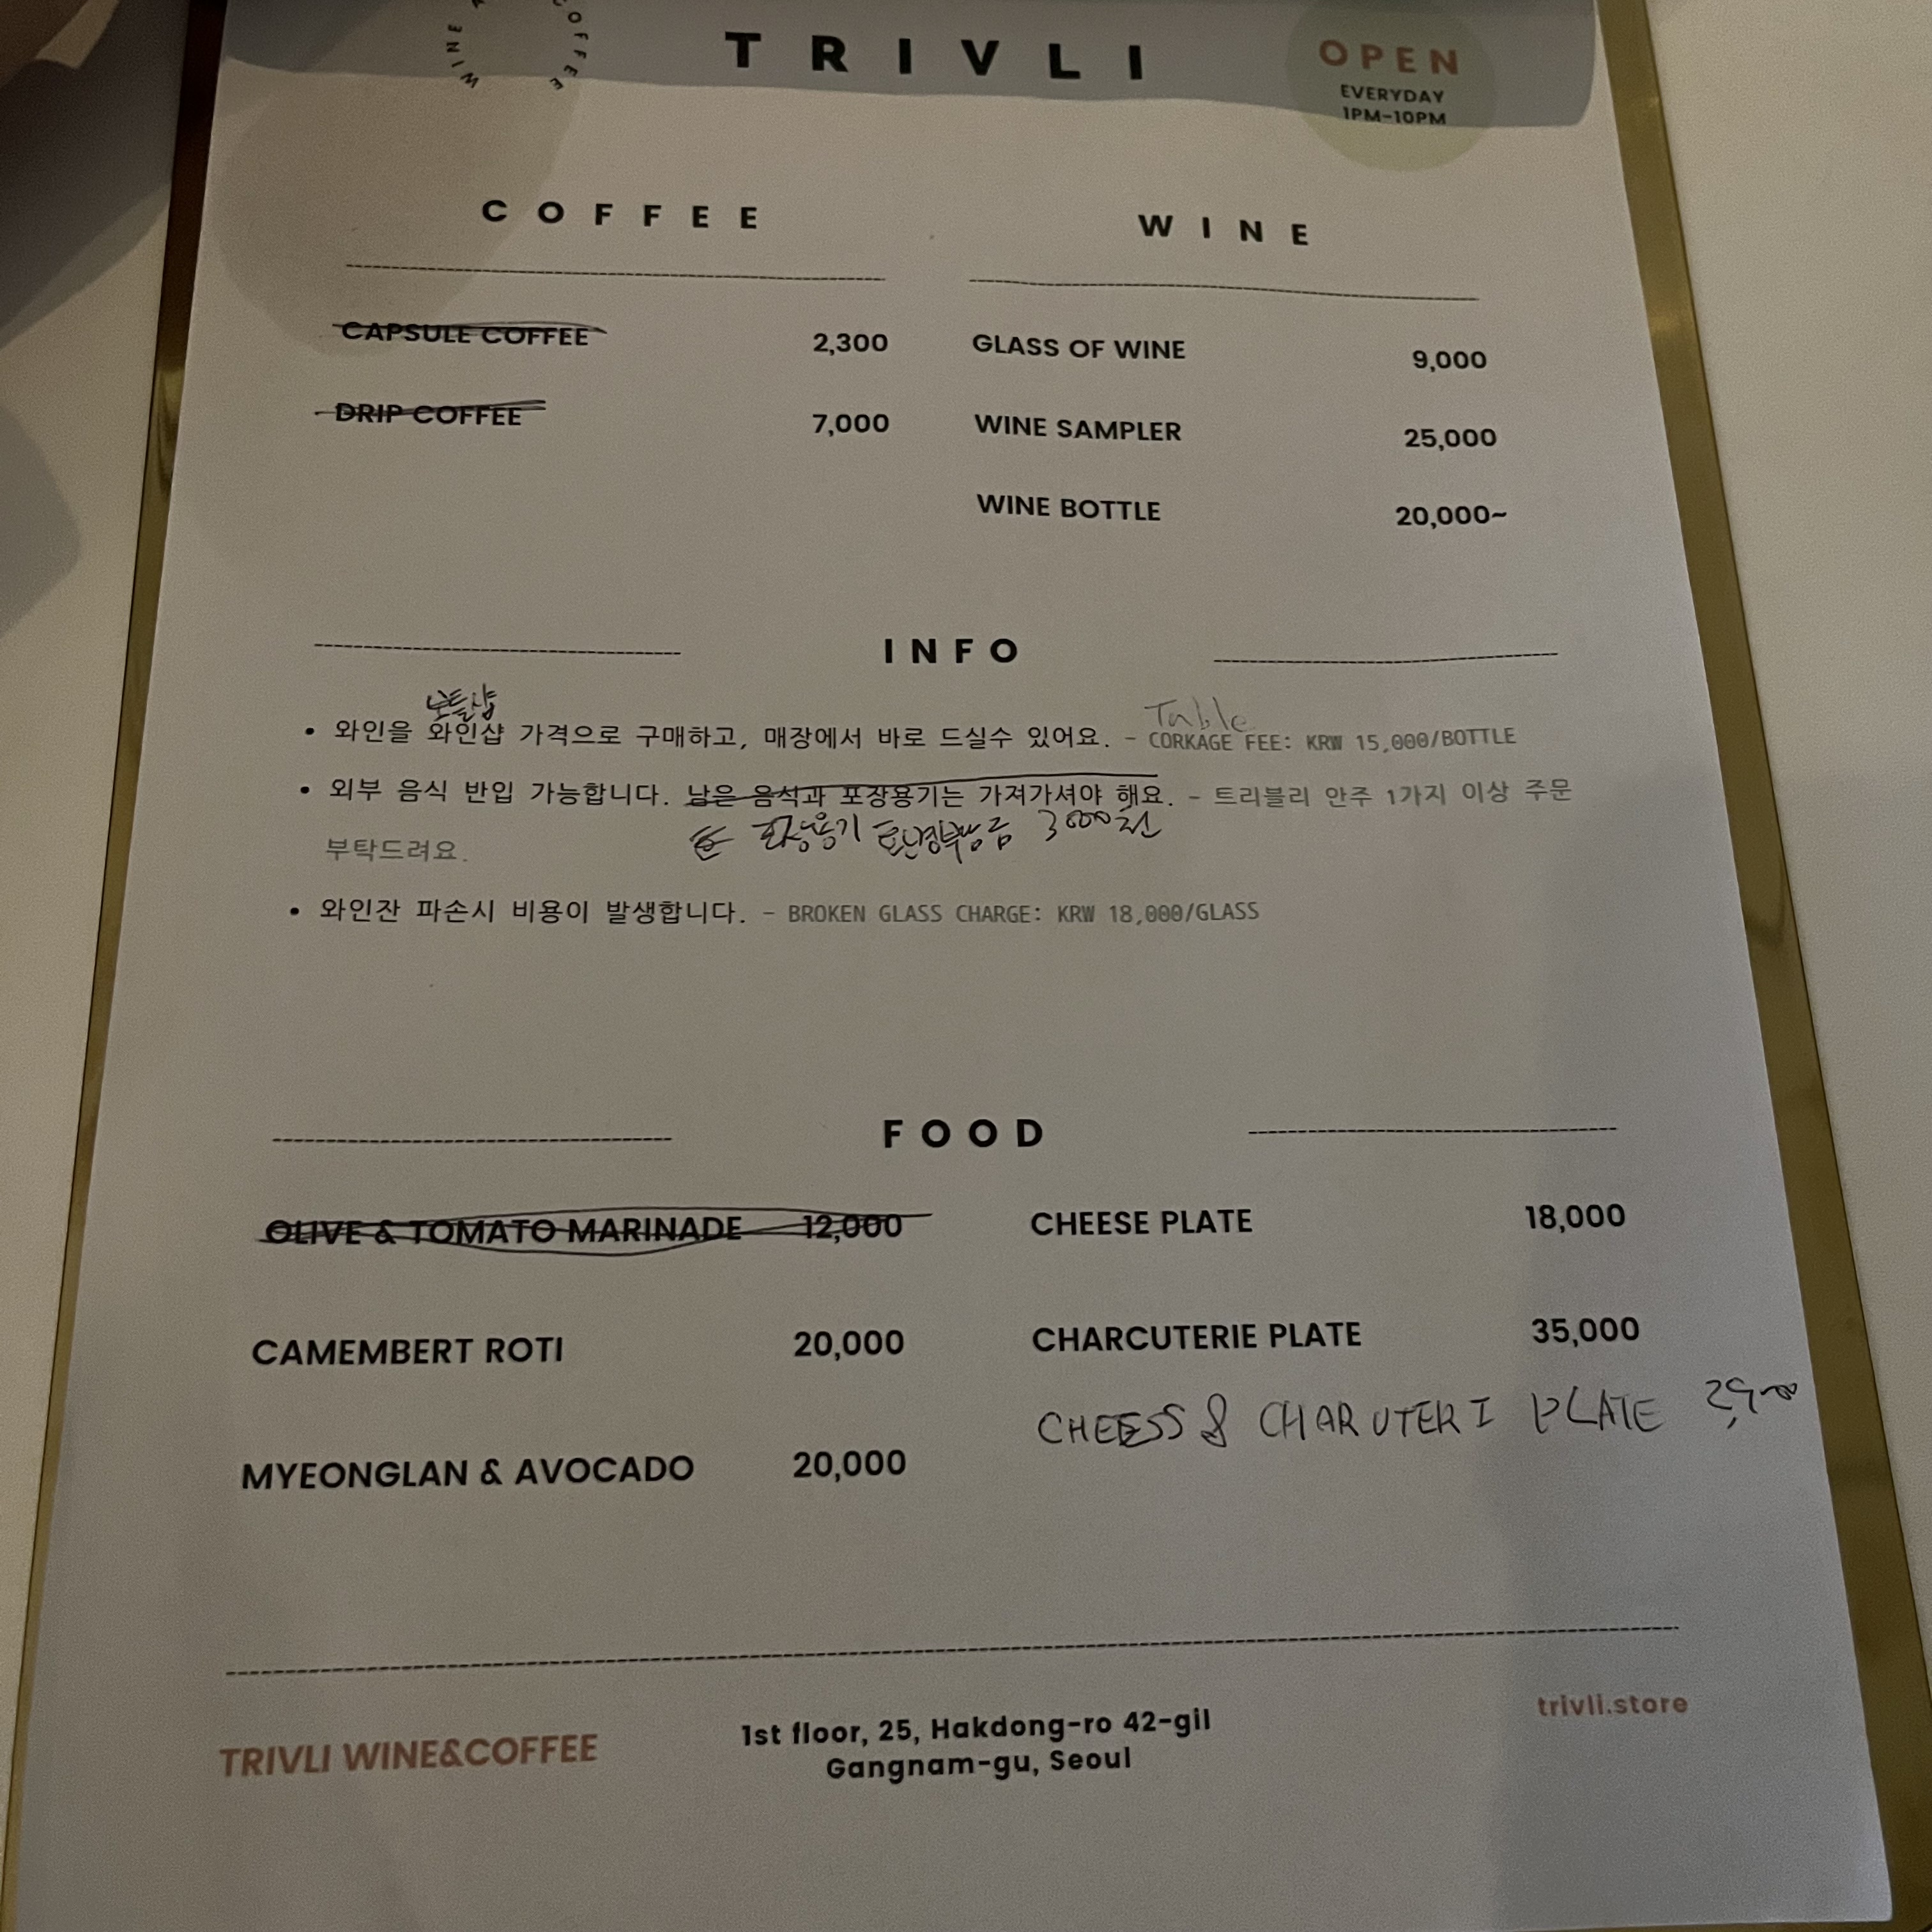 WINE
COFFEE
TRIVLI
OPEN
EVERYDAY
1PM-10PM
COFFEE
CAPSULE COFFEE 2,300
DRIP COFFEE 7,000
WINE
GLASS OF WINE 9,000
WINE SAMPLER 25,000
WINE BOTTLE 20,000~
INFO
보틀샵
Table
• 와인을 와인샵 가격으로 구매하고, 매장에서 바로 드실수 있어요. - CORKAGE FEE: KRW 15,000/BOTTLE
• 외부 음식 반입 가능합니다. 남은 음식과 포장용기는 가져가셔야 해요. - 트리블리 안주 1가지 이상 주문
3000원
부탁드려요.
• 와인잔 파손시 비용이 발생합니다. - BROKEN GLASS CHARGE: KRW 18,000/GLASS
FOOD
OLIVE & TOMATO MARINADE 12,000
CAMEMBERT ROTI 20,000
MYEONGLAN & AVOCADO 20,000
CHEESE PLATE 18,000
CHARCUTERIE PLATE 35,000
CHEESS & CHARUTERI PLATE
TRIVLI WINE&COFFEE
1st floor, 25, Hakdong-ro 42-gil
Gangnam-gu, Seoul
trivli.store